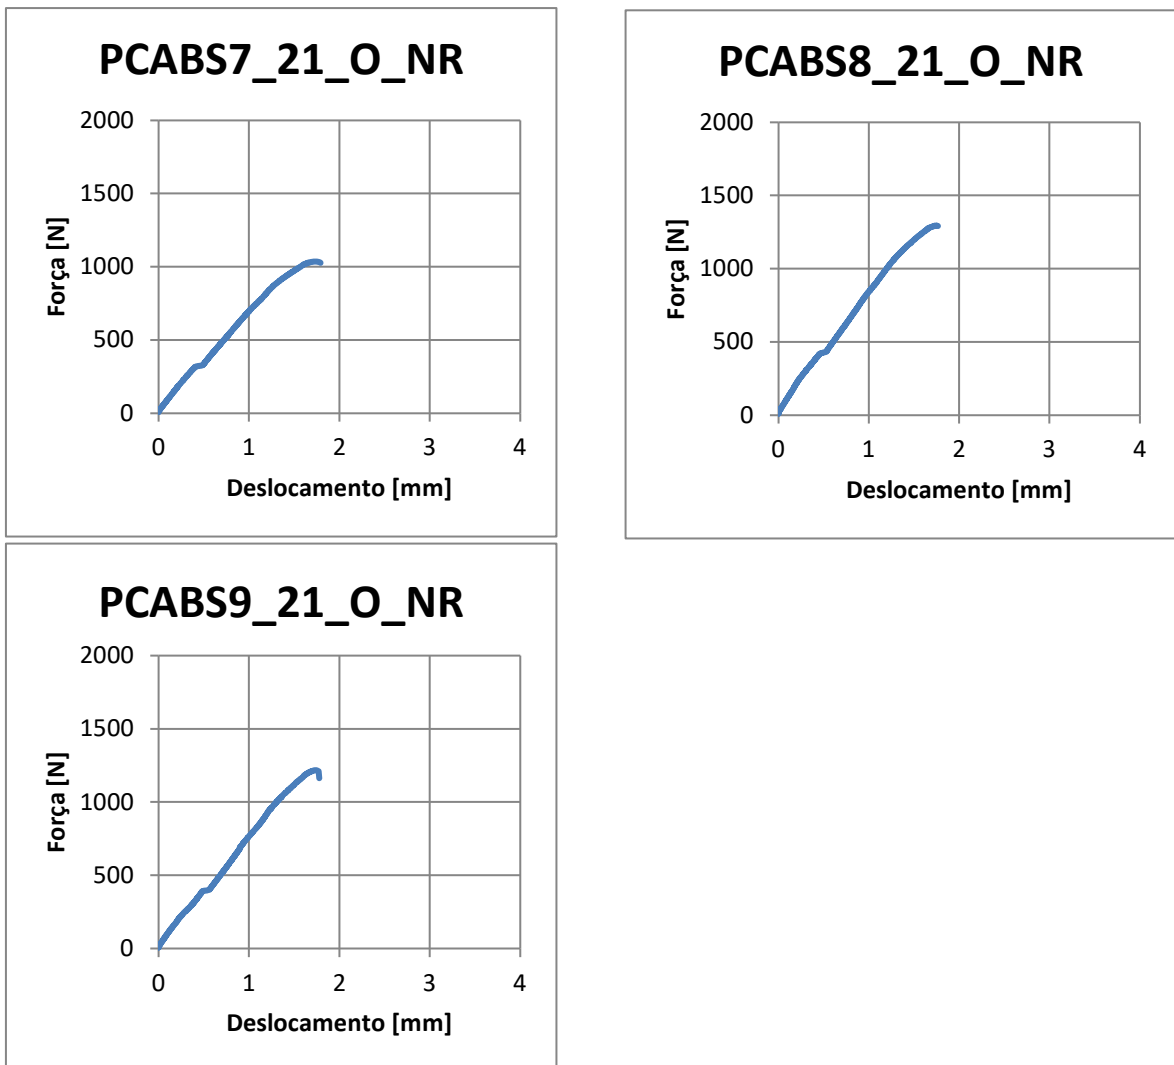 PCABS7_21_O_NR
2000
1500
1000
500
0
Força [N]
0 1 2 3 4
Deslocamento [mm]
PCABS8_21_O_NR
2000
1500
1000
500
0
Força [N]
0 1 2 3 4
Deslocamento [mm]
PCABS9_21_O_NR
2000
1500
1000
500
0
Força [N]
0 1 2 3 4
Deslocamento [mm]